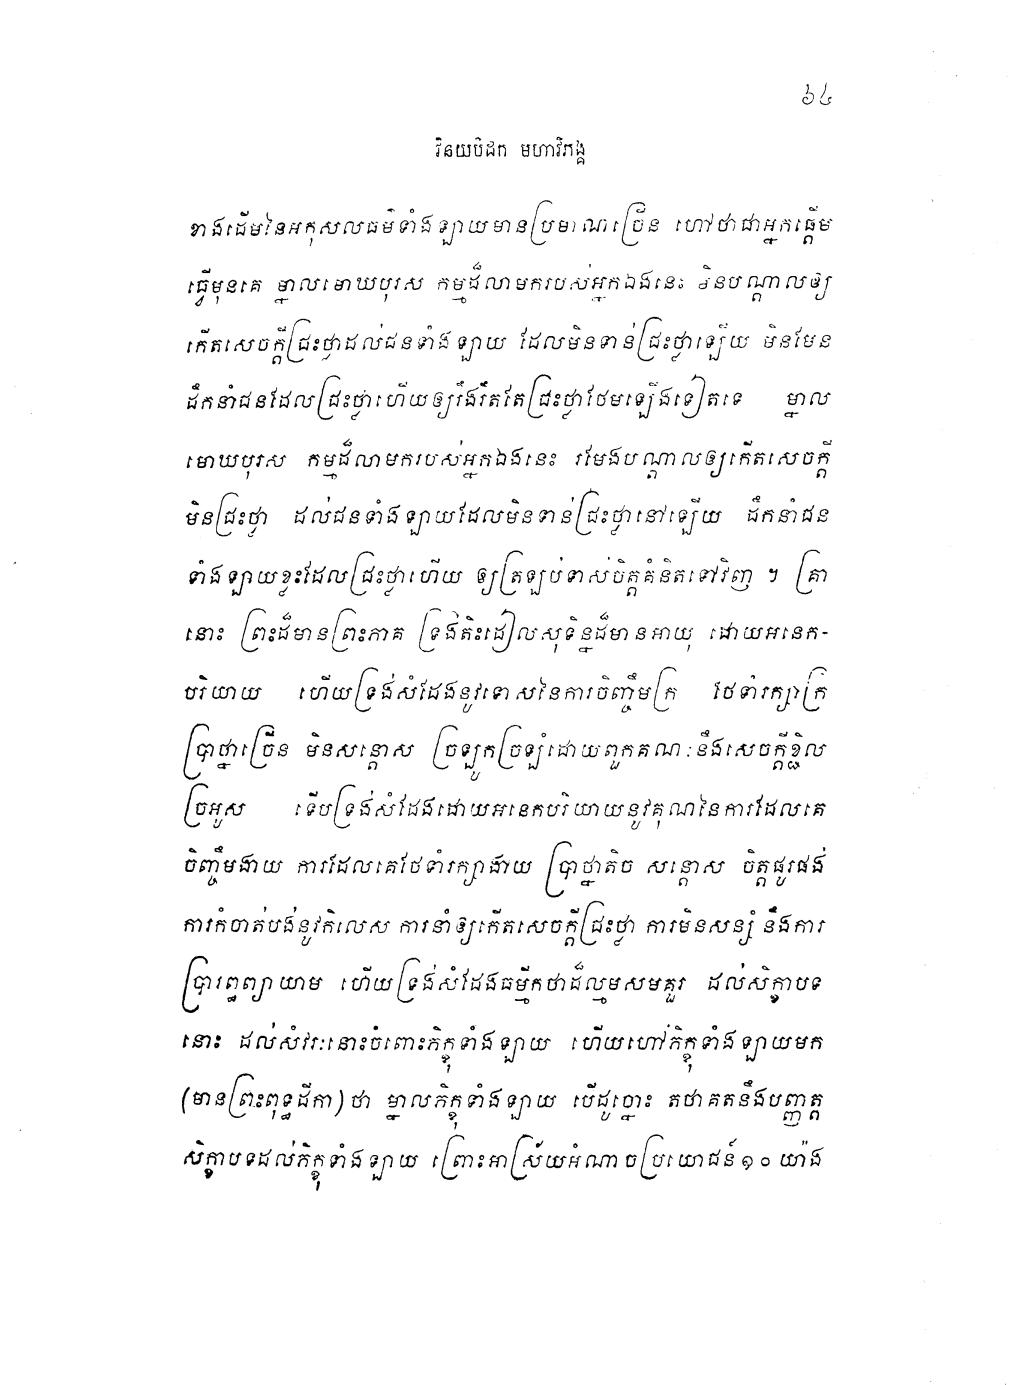 ៦៤
វិនយបិដក មហាវិភង្គ
ខាងដើមនៃអកុសលធម៌ទាំងឡាយមានប្រមាណច្រើន ហៅថាជាអ្នកផ្តើម
ធ្វើមុនគេ ម្នាលមោឃបុរស កម្មដ៏លាមករបស់អ្នកឯងនេះ មិនបណ្តាលឲ្យ
កើតសេចក្តីជ្រះថ្លាដល់ជនទាំងឡាយ ដែលមិនទាន់ជ្រះថ្លាឡើយ មិនមែន
ដឹកនាំជនដែលជ្រះថ្លាហើយឲ្យរឹងរឹតតែជ្រះថ្លាថែមឡើងទៀតទេ ម្នាល
មោឃបុរស កម្មដ៏លាមករបស់អ្នកឯងនេះ រមែងបណ្តាលឲ្យកើតសេចក្តី
មិនជ្រះថ្លា ដល់ជនទាំងឡាយដែលមិនទាន់ជ្រះថ្លានៅឡើយ ដឹកនាំជន
ទាំងឡាយខ្លះដែលជ្រះថ្លាហើយ ឲ្យត្រឡប់ទាស់ចិត្តគំនិតទៅវិញ ។ គ្រា
នោះ ព្រះដ៏មានព្រះភាគ ទ្រង់តិះដៀលសុទិន្នដ៏មានអាយុ ដោយអនេក-
បរិយាយ ហើយទ្រង់សំដែងនូវទោសនៃការចិញ្ចឹមក្រ ថែទាំរក្សាក្រ
ប្រាថ្នាច្រើន មិនសន្តោស ច្រឡូកច្រឡំដោយពួកគណៈនឹងសេចក្តីខ្ជិល
ច្រអូស ទើបទ្រង់សំដែងដោយអនេកបរិយាយនូវគុណនៃការដែលគេ
ចិញ្ចឹមងាយ ការដែលគេថែទាំរក្សាងាយ ប្រាថ្នាតិច សន្តោស ចិត្តផូរផង់
ការកំចាត់បង់នូវកិលេស ការនាំឲ្យកើតសេចក្តីជ្រះថ្លា ការមិនសន្សំ នឹងការ
ប្រារព្ធព្យាយាម ហើយទ្រង់សំដែងធម្មីកថាដ៏ល្មមសមគួរ ដល់សិក្ខាបទ
នោះ ដល់សំវរៈនោះចំពោះភិក្ខុទាំងឡាយ ហើយហៅភិក្ខុទាំងឡាយមក
(មានព្រះពុទ្ធដីកា) ថា ម្នាលភិក្ខុទាំងឡាយ បើដូច្នោះ តថាគតនឹងបញ្ញត្ត
សិក្ខាបទដល់ភិក្ខុទាំងឡាយ ព្រោះអាស្រ័យអំណាចប្រយោជន៍១០យ៉ាង